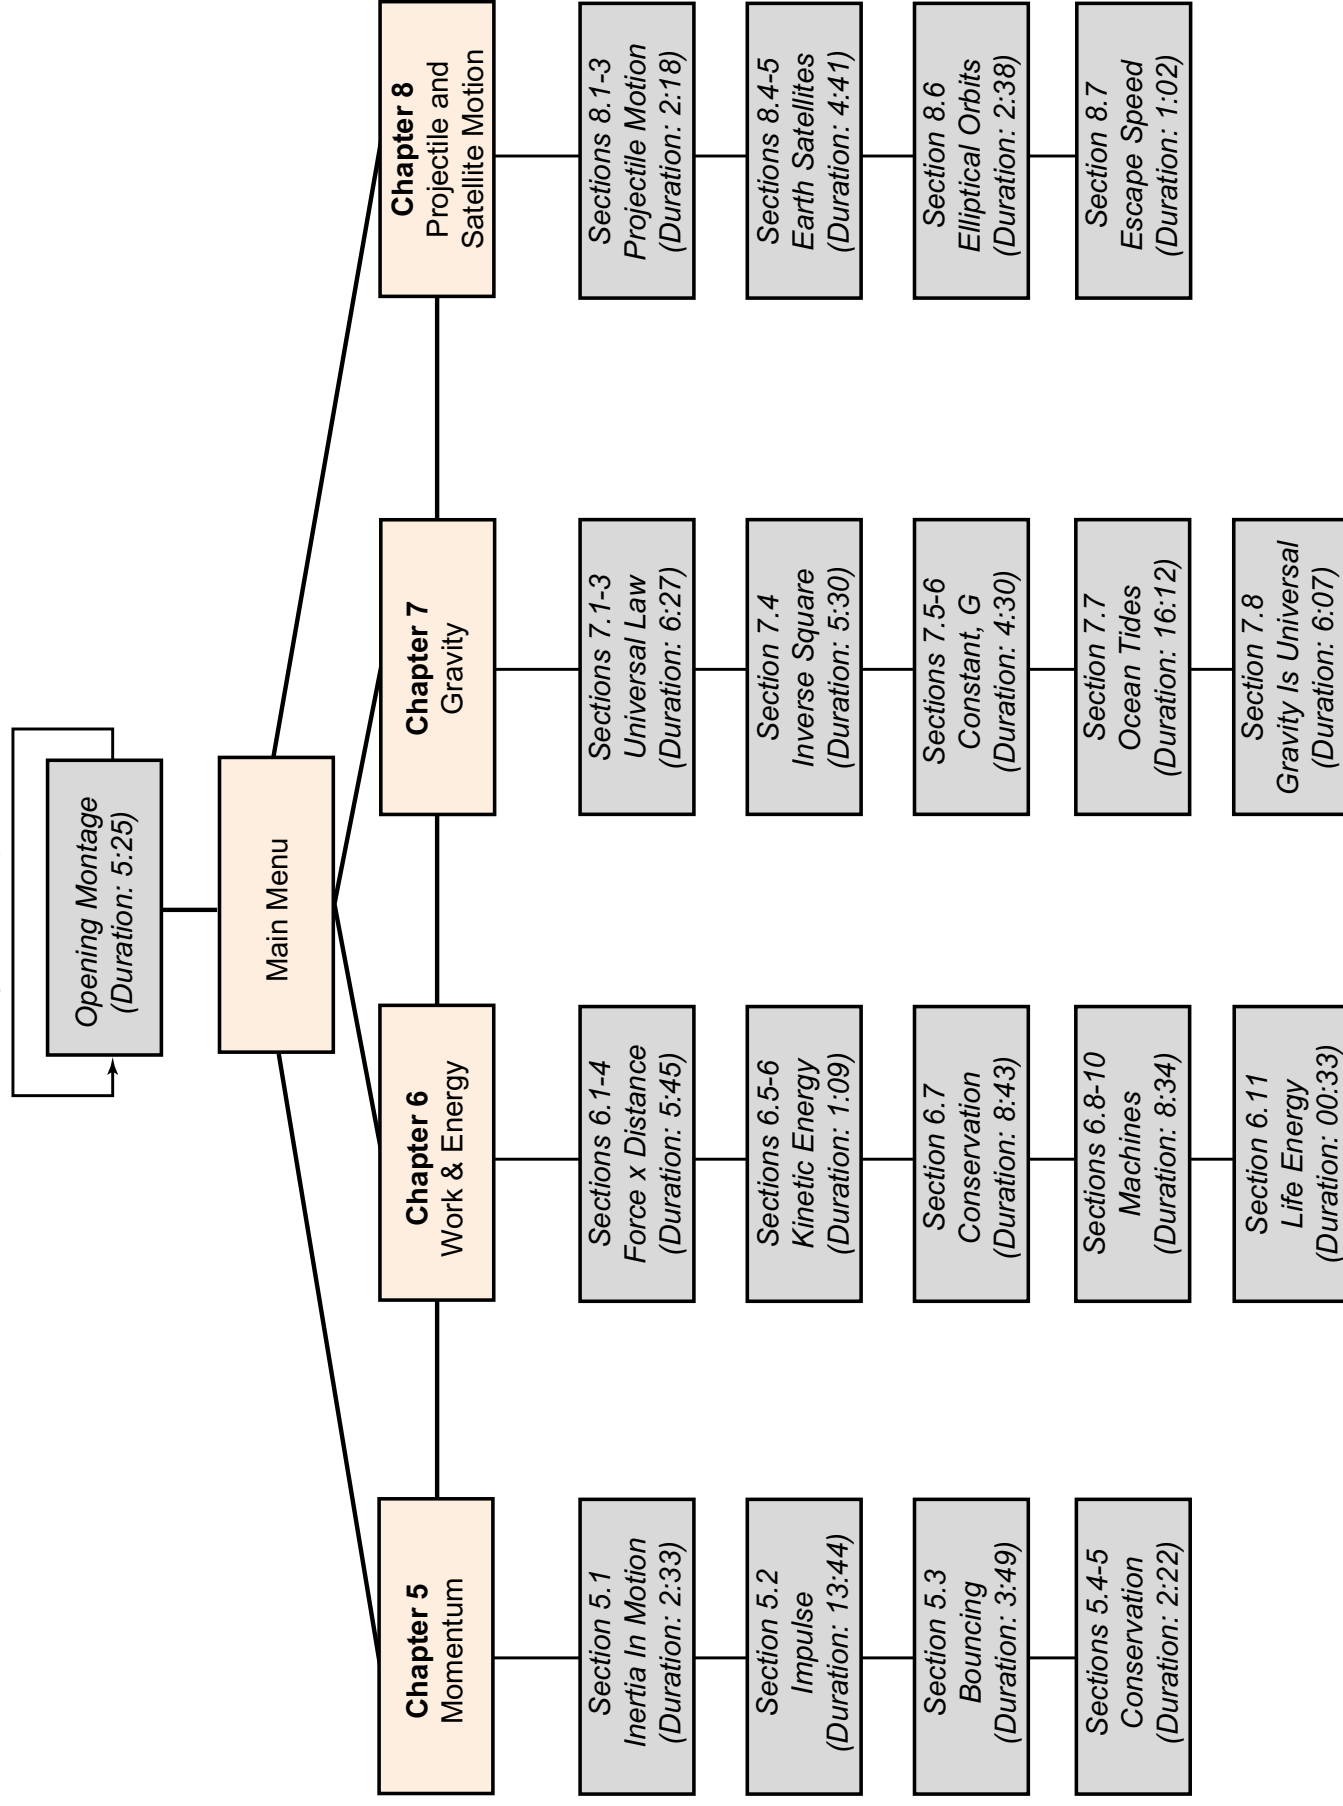 Opening Montage
(Duration: 5:25)
Main Menu
Chapter 5
Momentum
Section 5.1
Inertia In Motion
(Duration: 2:33)
Section 5.2
Impulse
(Duration: 13:44)
Section 5.3
Bouncing
(Duration: 3:49)
Sections 5.4-5
Conservation
(Duration: 2:22)
Chapter 6
Work & Energy
Sections 6.1-4
Force x Distance
(Duration: 5:45)
Sections 6.5-6
Kinetic Energy
(Duration: 1:09)
Section 6.7
Conservation
(Duration: 8:43)
Sections 6.8-10
Machines
(Duration: 8:34)
Section 6.11
Life Energy
(Duration: 00:33)
Chapter 7
Gravity
Sections 7.1-3
Universal Law
(Duration: 6:27)
Section 7.4
Inverse Square
(Duration: 5:30)
Sections 7.5-6
Constant, G
(Duration: 4:30)
Section 7.7
Ocean Tides
(Duration: 16:12)
Section 7.8
Gravity Is Universal
(Duration: 6:07)
Chapter 8
Projectile and
Satellite Motion
Sections 8.1-3
Projectile Motion
(Duration: 2:18)
Sections 8.4-5
Earth Satellites
(Duration: 4:41)
Section 8.6
Elliptical Orbits
(Duration: 2:38)
Section 8.7
Escape Speed
(Duration: 1:02)